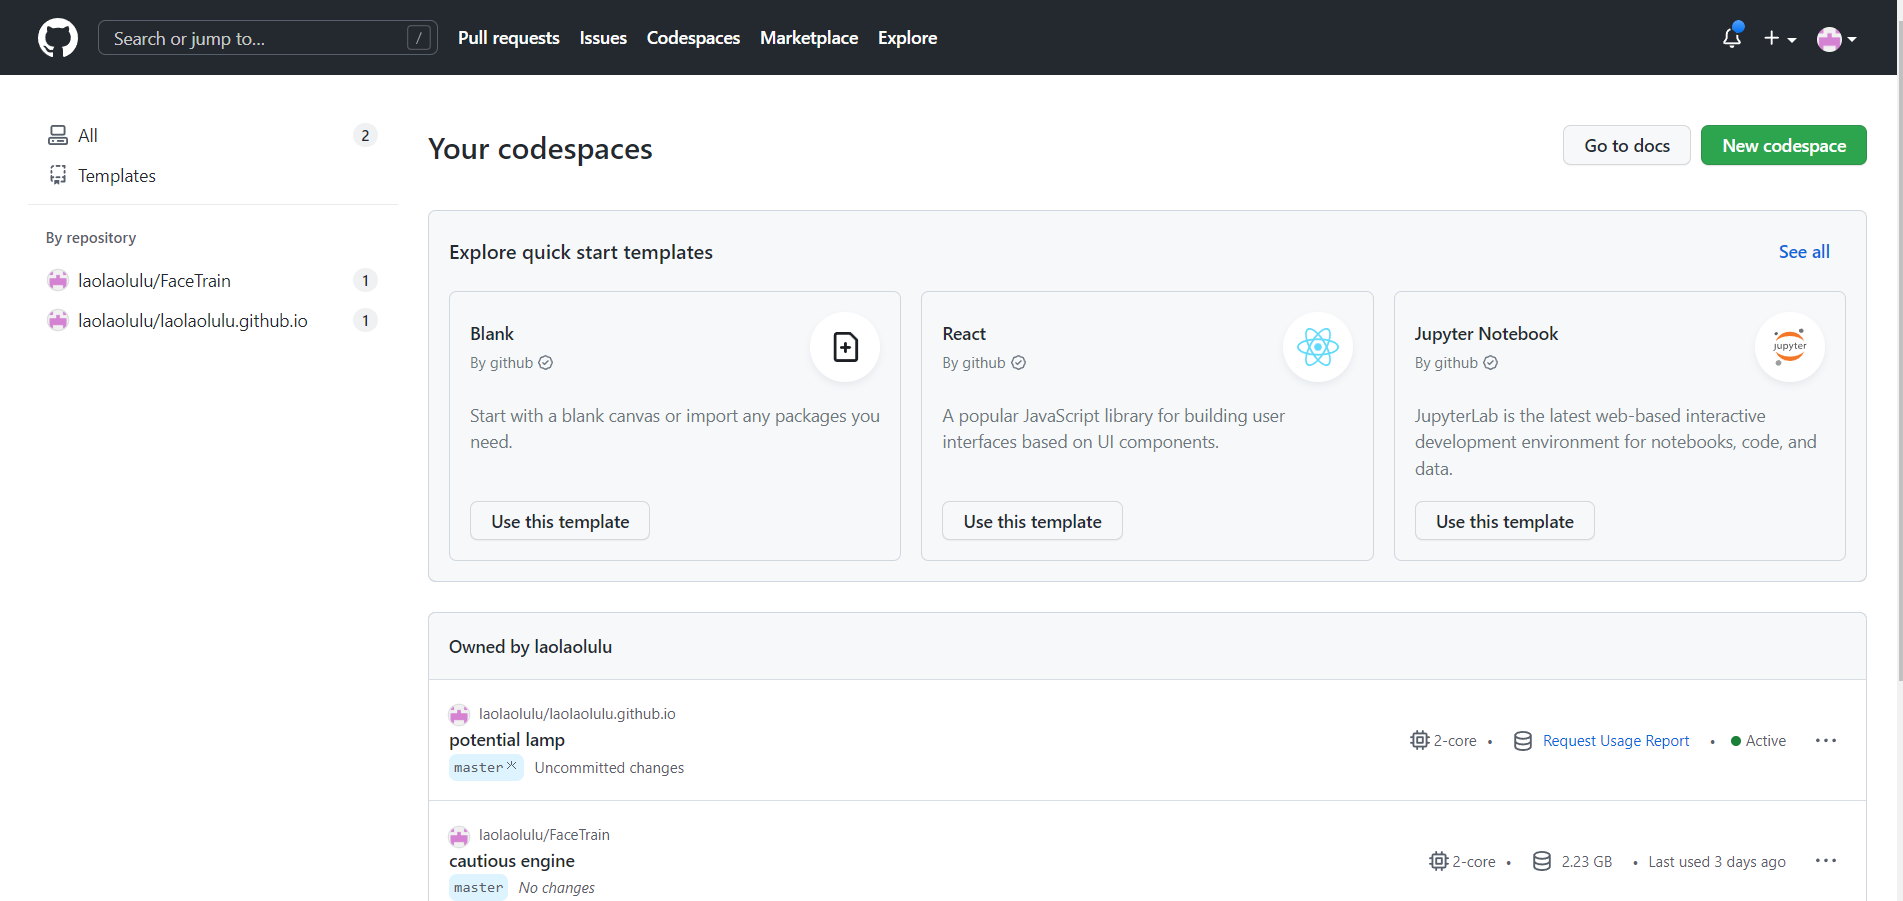 Search or jump to... / Pull requests Issues Codespaces Marketplace Explore
All 2
Templates
By repository
laolaolulu/FaceTrain 1
laolaolulu/laolaolulu.github.io 1
Your codespaces
Go to docs New codespace
Explore quick start templates See all
Blank
By github
Start with a blank canvas or import any packages you
need.
Use this template
React
By github
A popular JavaScript library for building user
interfaces based on UI components.
Use this template
Jupyter Notebook
By github
jupyter
JupyterLab is the latest web-based interactive
development environment for notebooks, code, and
data.
Use this template
Owned by laolaolulu
laolaolulu/laolaolulu.github.io
potential lamp
master* Uncommitted changes
2-core • Request Usage Report • Active ...
laolaolulu/FaceTrain
cautious engine
master No changes
2-core • 2.23 GB • Last used 3 days ago ...